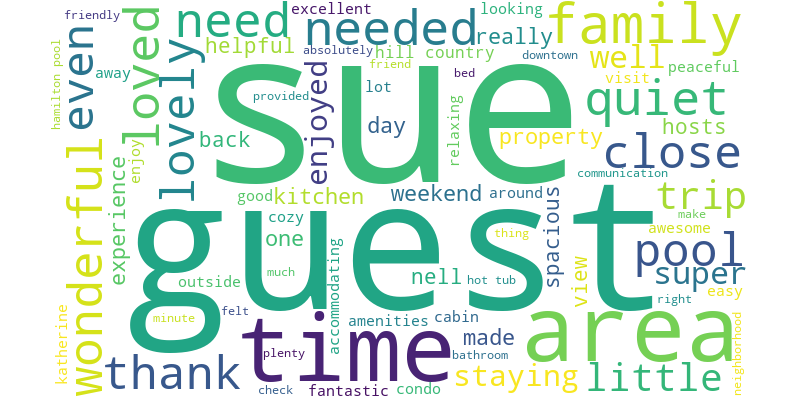 friendly
excellent
looking
need
needed
family
loved
lovely
even
helpful
absolutely
really
hill
country
downtown
well
hamilton pool
away
sue
friend
bed
peaceful
visit
provided
lot
enjoyed
quiet
relaxing
back
day
property
hosts
close
wonderful
experience
enjoy
communication
good
kitchen
weekend
around
trip
make
cozy
guest
spacious
one
thing
awesome
pool
accommodating
outside
much
nell
hot tub
view
super
easy
right
katherine
minute
felt
time
amenities
cabin
area
neighborhood
thank
plenty
made
bathroom
staying
little
check
fantastic
condo